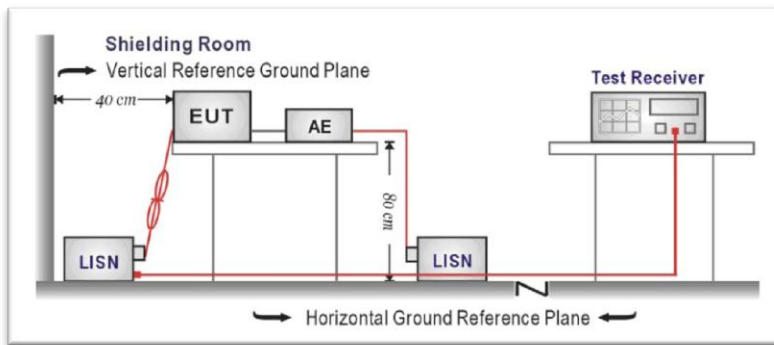 Shielding Room
Vertical Reference Ground Plane
40 cm
EUT
AE
Test Receiver
80 cm
LISN
LISN
Horizontal Ground Reference Plane